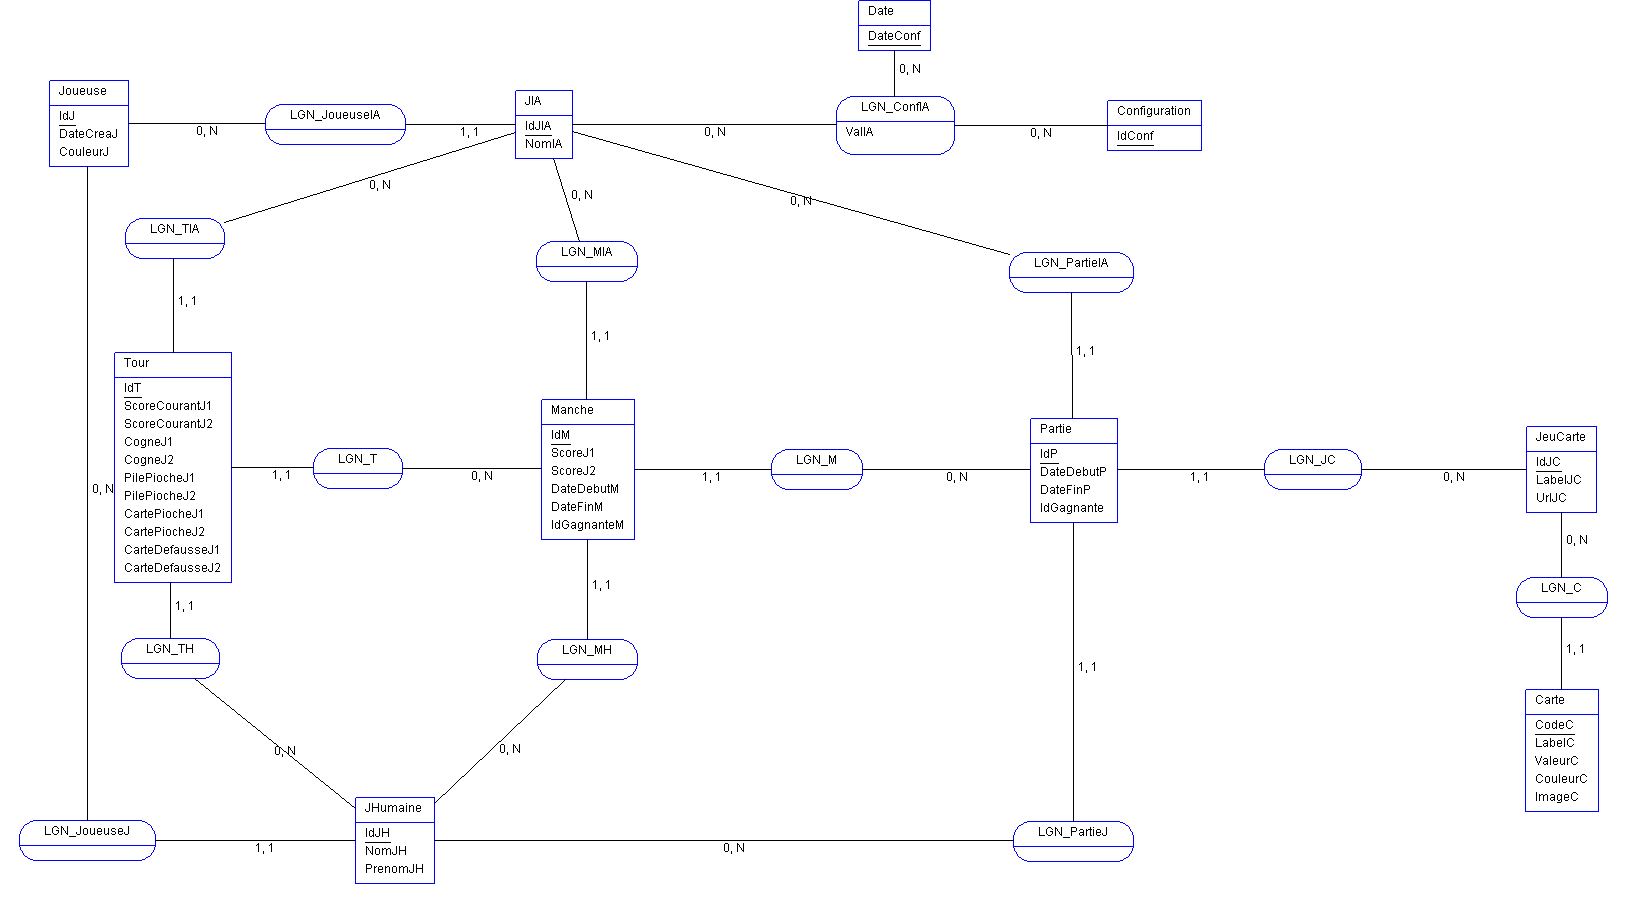 Date
DateConf
0, N
Joueuse
IdJ
DateCreaJ
CouleurJ
0, N
LGN_JoueuseIA
1, 1
JIA
IdJIA
NomIA
0, N
LGN_ConfIA
ValIA
0, N
Configuration
IdConf
0, N
0, N
0, N
LGN_TIA
LGN_MIA
LGN_PartieIA
1, 1
1, 1
1, 1
Tour
IdT
ScoreCourantJ1
ScoreCourantJ2
CogneJ1
CogneJ2
PilePiocheJ1
PilePiocheJ2
CartePiocheJ1
CartePiocheJ2
CarteDefausseJ1
CarteDefausseJ2
0, N
1, 1
LGN_T
0, N
Manche
IdM
ScoreJ1
ScoreJ2
DateDebutM
DateFinM
IdGagnanteM
1, 1
LGN_M
0, N
Partie
IdP
DateDebutP
DateFinP
IdGagnante
1, 1
LGN_JC
0, N
JeuCarte
IdJC
LabelJC
UrlJC
0, N
LGN_C
1, 1
Carte
CodeC
LabelC
ValeurC
CouleurC
ImageC
1, 1
LGN_TH
1, 1
LGN_MH
1, 1
0, N
0, N
LGN_JoueuseJ
1, 1
JHumaine
IdJH
NomJH
PrenomJH
0, N
LGN_PartieJ